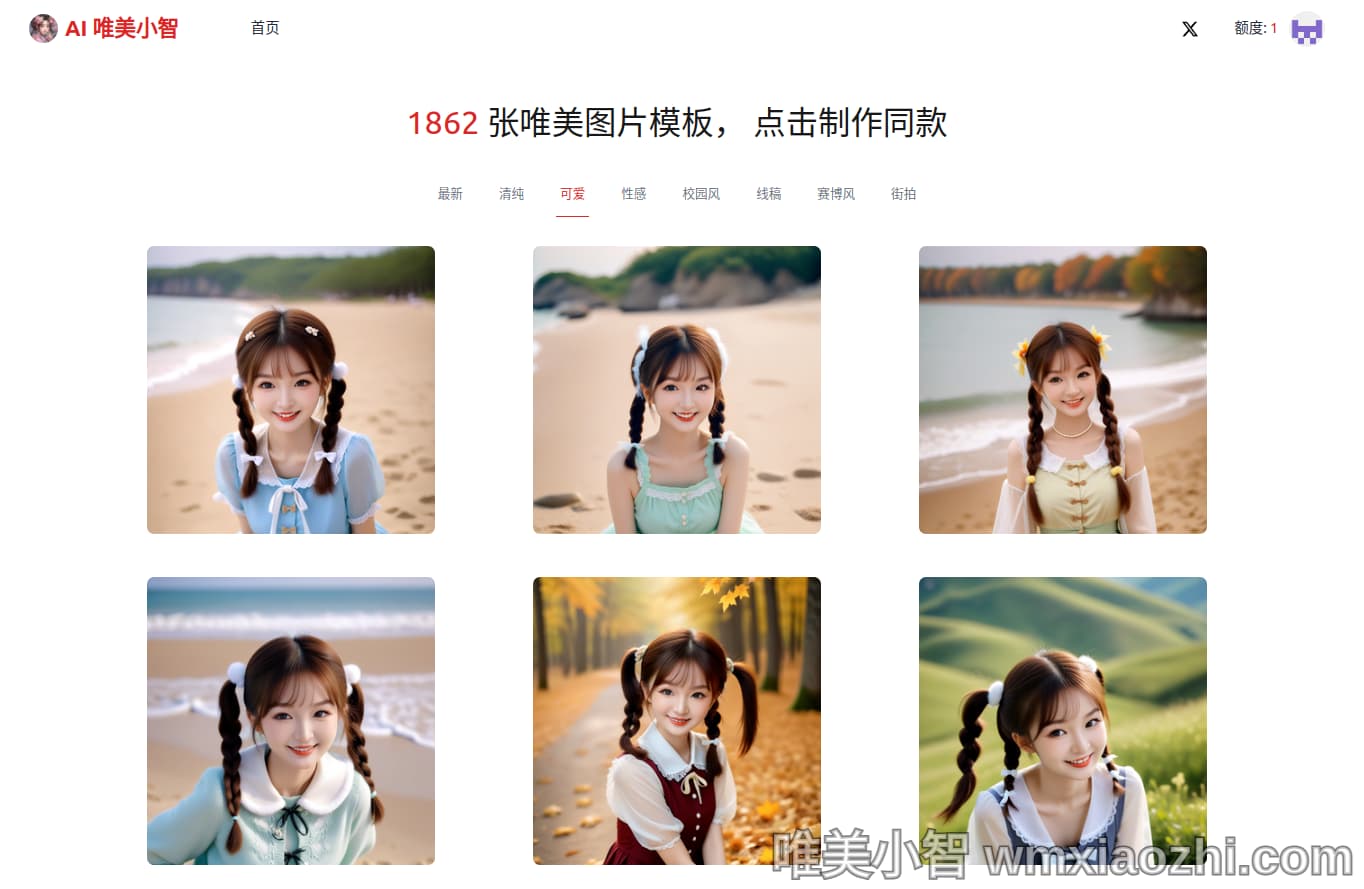 AI 唯美小智
首页
额度: 1
1862 张唯美图片模板， 点击制作同款
最新 清纯 可爱 性感 校园风 线稿 赛博风 街拍
唯美小智 wmxiaozhi.com